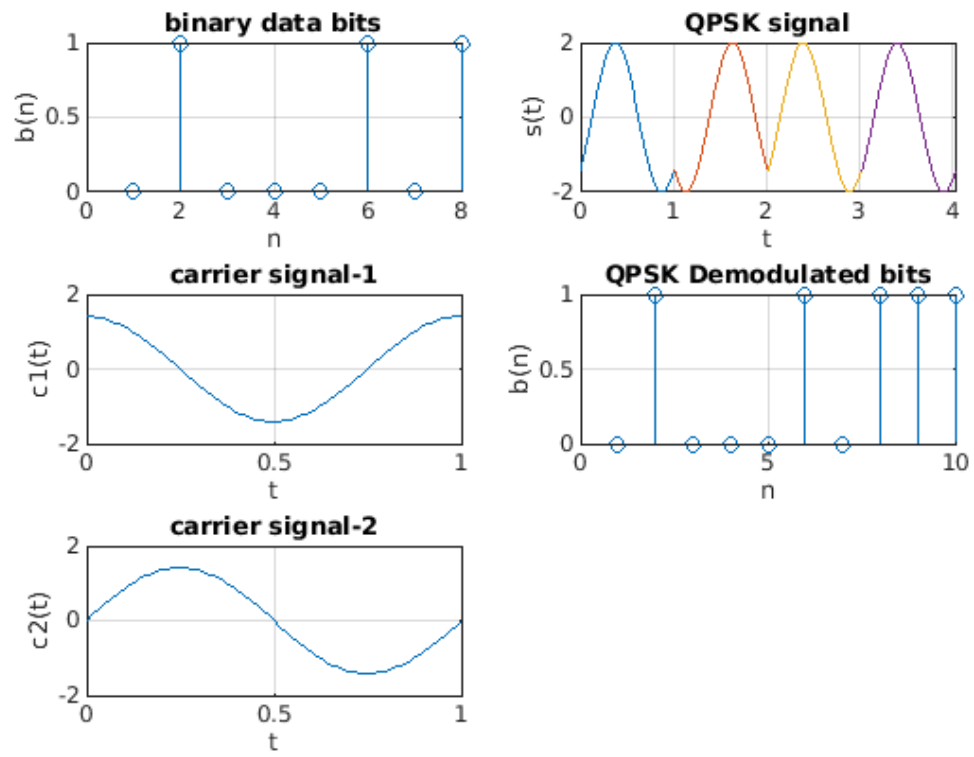 binary data bits
1
0.5
0
b(n)
0 2 4 6 8
n
QPSK signal
2
0
-2
s(t)
0 1 2 3 4
t
carrier signal-1
2
0
-2
c1(t)
0 0.5 1
t
QPSK Demodulated bits
1
0.5
0
b(n)
0 5 10
n
carrier signal-2
2
0
-2
c2(t)
0 0.5 1
t